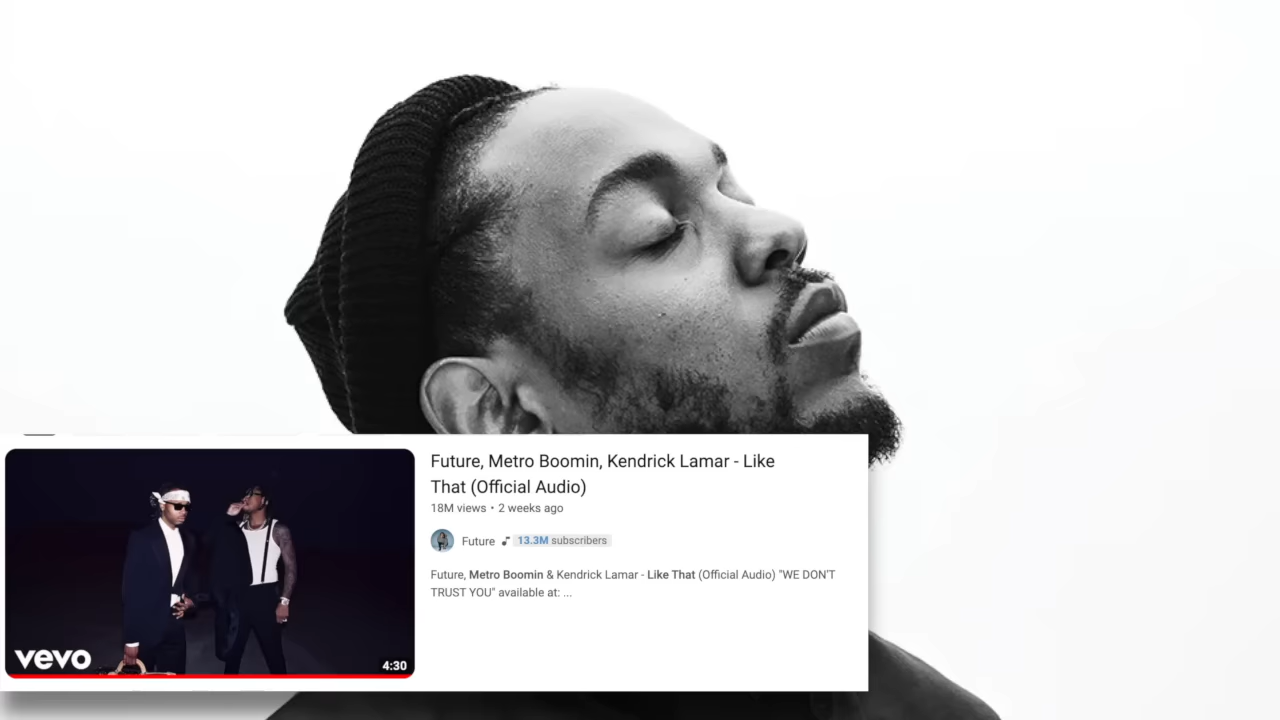 Future, Metro Boomin, Kendrick Lamar - Like
That (Official Audio)
18M views • 2 weeks ago
Future 13.3M subscribers
Future, Metro Boomin & Kendrick Lamar - Like That (Official Audio) "WE DON'T
TRUST YOU" available at: ...
vevo
4:30